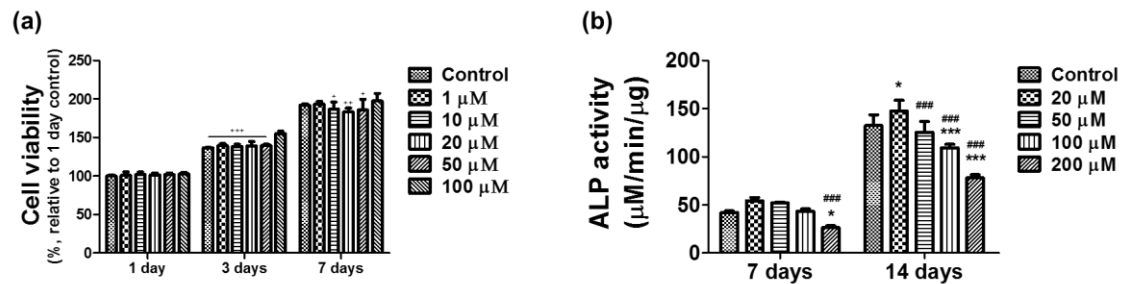 (a)
Cell viability
(%, relative to 1 day control)
250
200
150
100
50
0
+++
+
++
+
1 day
3 days
7 days
Control
1 μM
10 μM
20 μM
50 μM
100 μM
(b)
ALP activity
(μM/min/μg)
200
150
100
50
0
###
*
*
###
###
***
###
***
7 days
14 days
Control
20 μM
50 μM
100 μM
200 μM